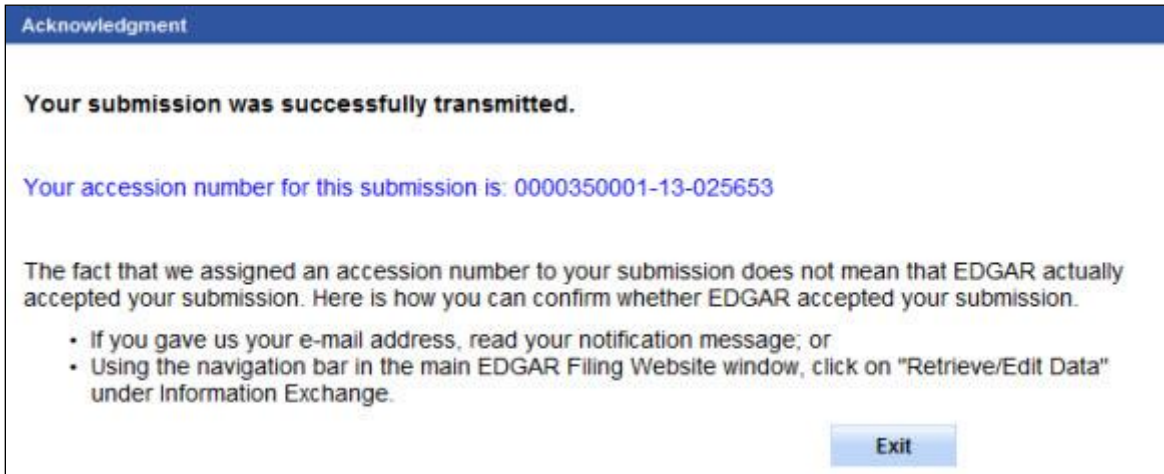 Acknowledgment
Your submission was successfully transmitted.
Your accession number for this submission is: 0000350001-13-025653
The fact that we assigned an accession number to your submission does not mean that EDGAR actually
accepted your submission. Here is how you can confirm whether EDGAR accepted your submission.
• If you gave us your e-mail address, read your notification message; or
• Using the navigation bar in the main EDGAR Filing Website window, click on "Retrieve/Edit Data"
under Information Exchange.
Exit